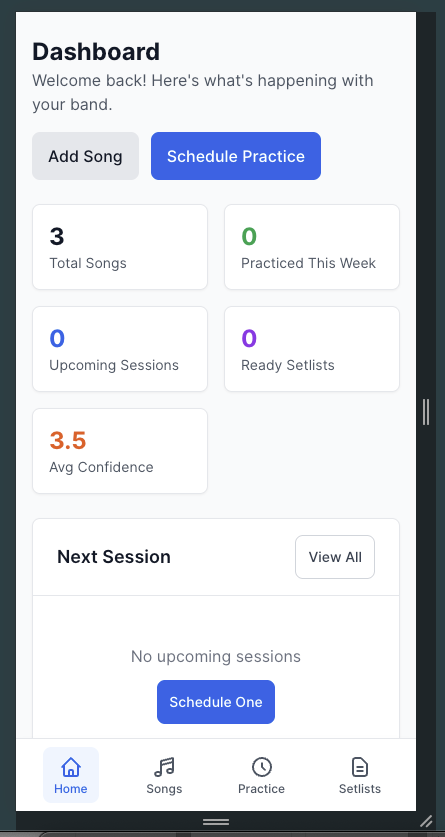 Dashboard
Welcome back! Here's what's happening with
your band.
Add Song
Schedule Practice
3
Total Songs
0
Practiced This Week
0
Upcoming Sessions
0
Ready Setlists
3.5
Avg Confidence
Next Session
View All
No upcoming sessions
Schedule One
Home
Songs
Practice
Setlists